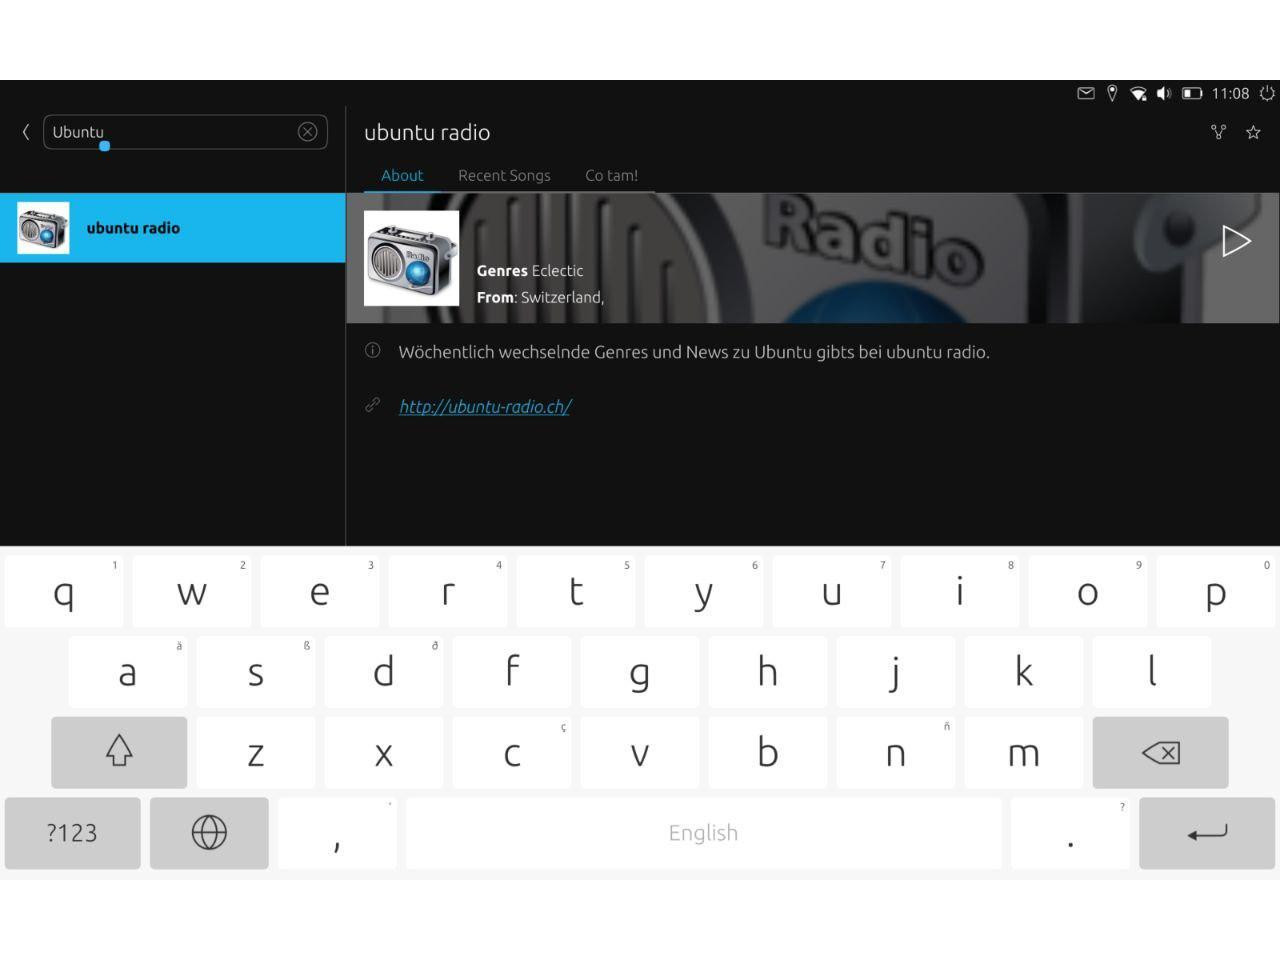 11:08
Ubuntu
ubuntu radio
About Recent Songs Co tam!
ubuntu radio
Radio
Radio
Radio
Genres Eclectic
From: Switzerland,
Wöchentlich wechselnde Genres und News zu Ubuntu gibts bei ubuntu radio.
http://ubuntu-radio.ch/
q 1 w 2 e 3 r 4 t 5 y 6 u 7 i 8 o 9 p 0
a ä s ß d ð f g h j k l
z x c ç v b n ñ m
?123 , ' English . ?